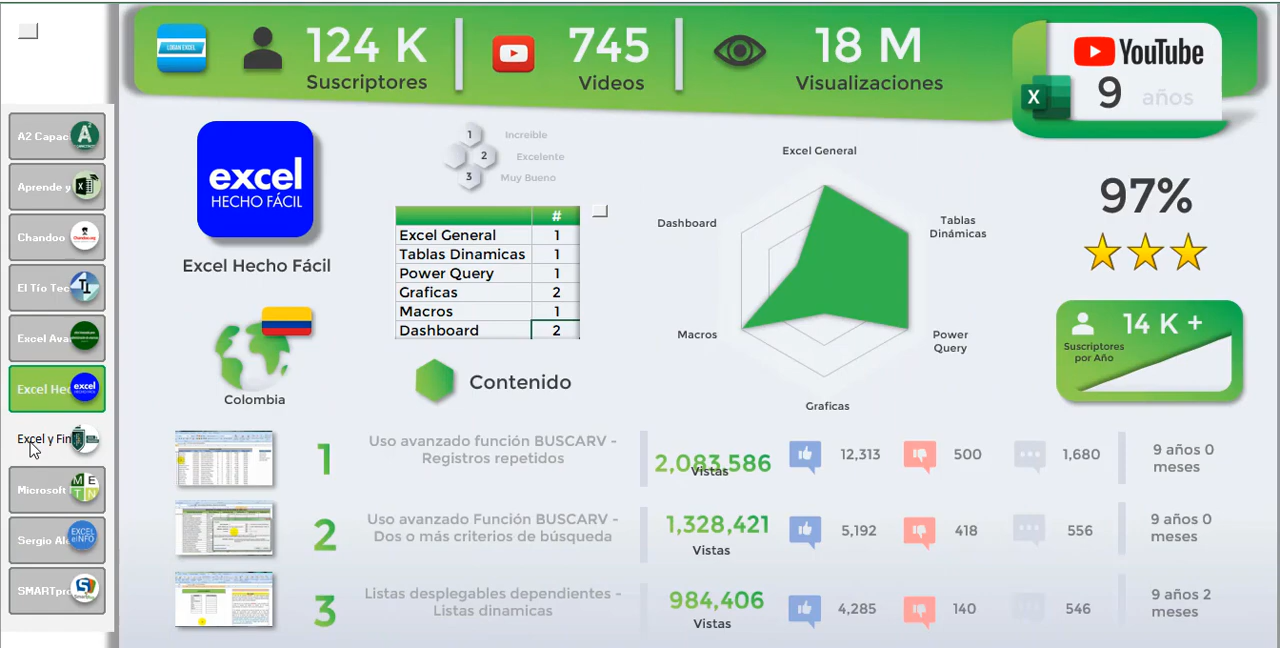 124 K
Suscriptores
745
Videos
18 M
Visualizaciones
YouTube
9 años
A2 Capac
Aprende y
Chandoo
El Tío Tec
Excel Ava
Excel Hec
Excel y Fin
Microsoft
Sergio Al
SMARTpro
excel
HECHO FÁCIL
Excel Hecho Fácil
Colombia
1 Increible
2 Excelente
3 Muy Bueno
#
Excel General 1
Tablas Dinamicas 1
Power Query 1
Graficas 2
Macros 1
Dashboard 2
Contenido
Excel General
Tablas
Dinámicas
Power
Query
Graficas
Macros
Dashboard
97%
14 K +
Suscriptores
por Año
1
Uso avanzado función BUSCARV -
Registros repetidos
2,083,586
Vistas
12,313
500
1,680
9 años 0
meses
2
Uso avanzado Función BUSCARV -
Dos o más criterios de búsqueda
1,328,421
Vistas
5,192
418
556
9 años 0
meses
3
Listas desplegables dependientes -
Listas dinamicas
984,406
Vistas
4,285
140
546
9 años 2
meses